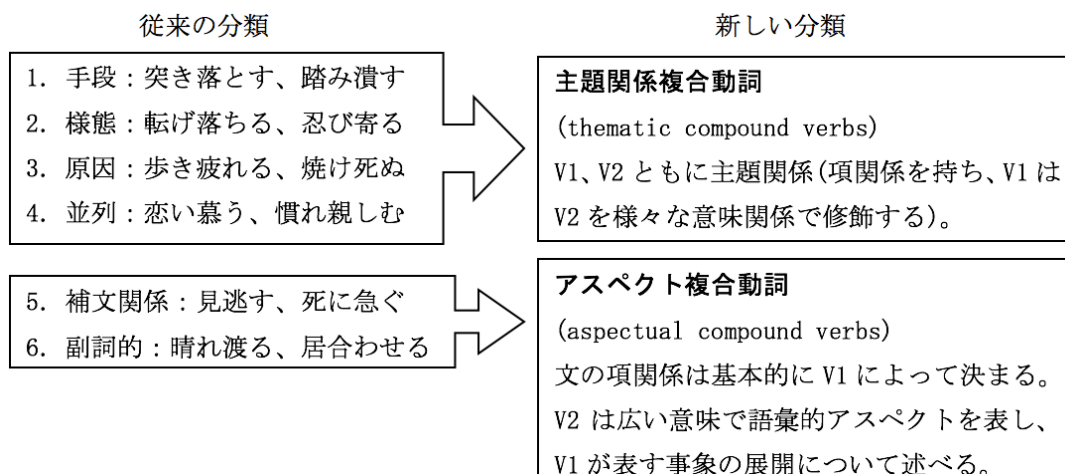 従来の分類
1. 手段：突き落とす、踏み潰す
2. 様態：転げ落ちる、忍び寄る
3. 原因：歩き疲れる、焼け死ぬ
4. 並列：恋い慕う、慣れ親しむ
5. 補文関係：見逃す、死に急ぐ
6. 副詞的：晴れ渡る、居合わせる
新しい分類
主題関係複合動詞
(thematic compound verbs)
V1、V2 ともに主題関係(項関係を持ち、V1 は
V2 を様々な意味関係で修飾する)。
アスペクト複合動詞
(aspectual compound verbs)
文の項関係は基本的に V1 によって決まる。
V2 は広い意味で語彙的アスペクトを表し、
V1 が表す事象の展開について述べる。